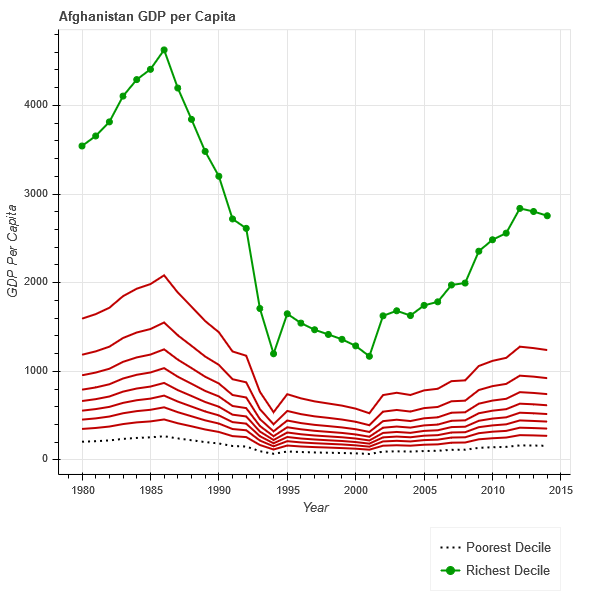 Afghanistan GDP per Capita
GDP Per Capita
4000
3000
2000
1000
0
1980 1985 1990 1995 2000 2005 2010 2015
Year
Poorest Decile
Richest Decile